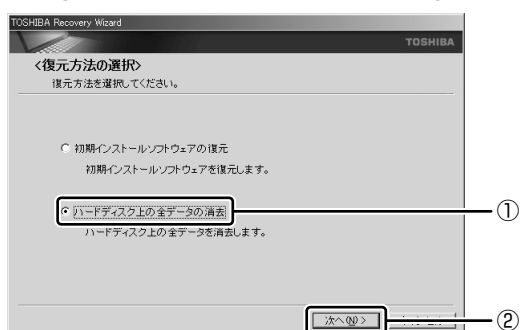 TOSHIBA Recovery Wizard
TOSHIBA
<復元方法の選択>
復元方法を選択してください。
初期インストールソフトウェアの復元
初期インストールソフトウェアを復元します。
ハードディスク上の全データの消去
①
ハードディスク上の全データを消去します。
次へ(N) >
②